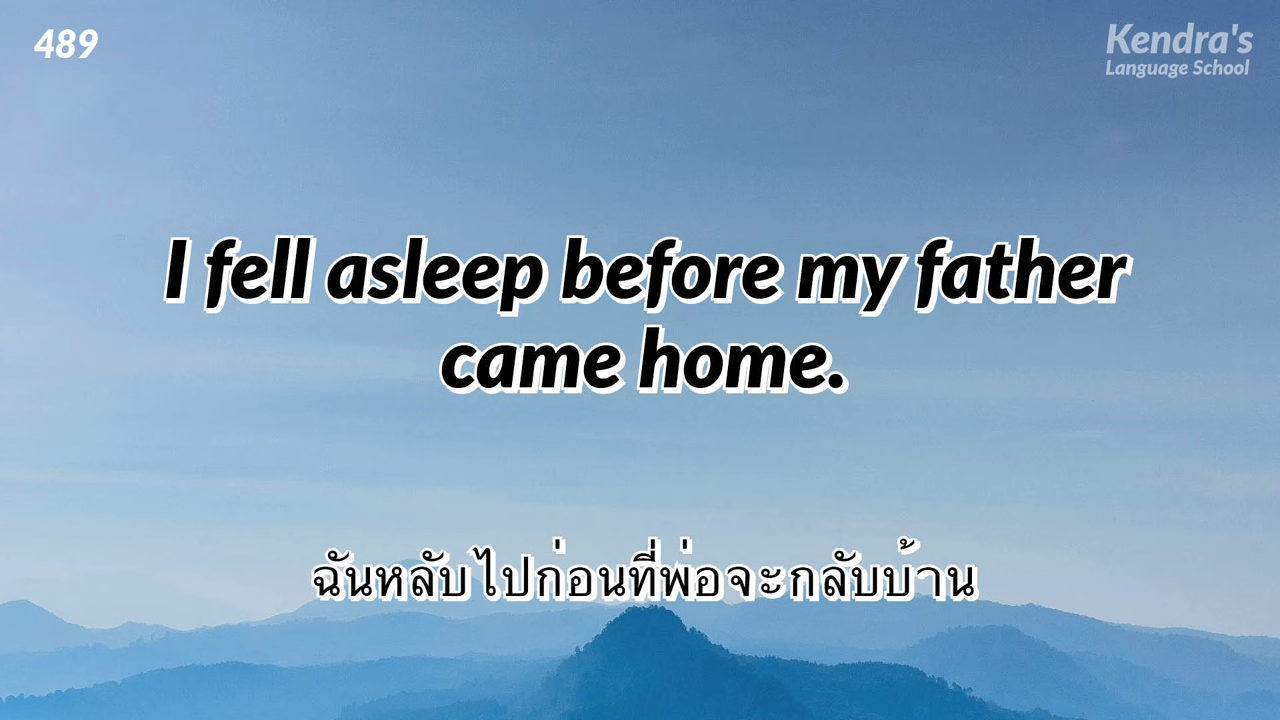 489
Kendra's
Language School
I fell asleep before my father
came home.
ฉันหลับไปก่อนที่พ่อจะกลับบ้าน